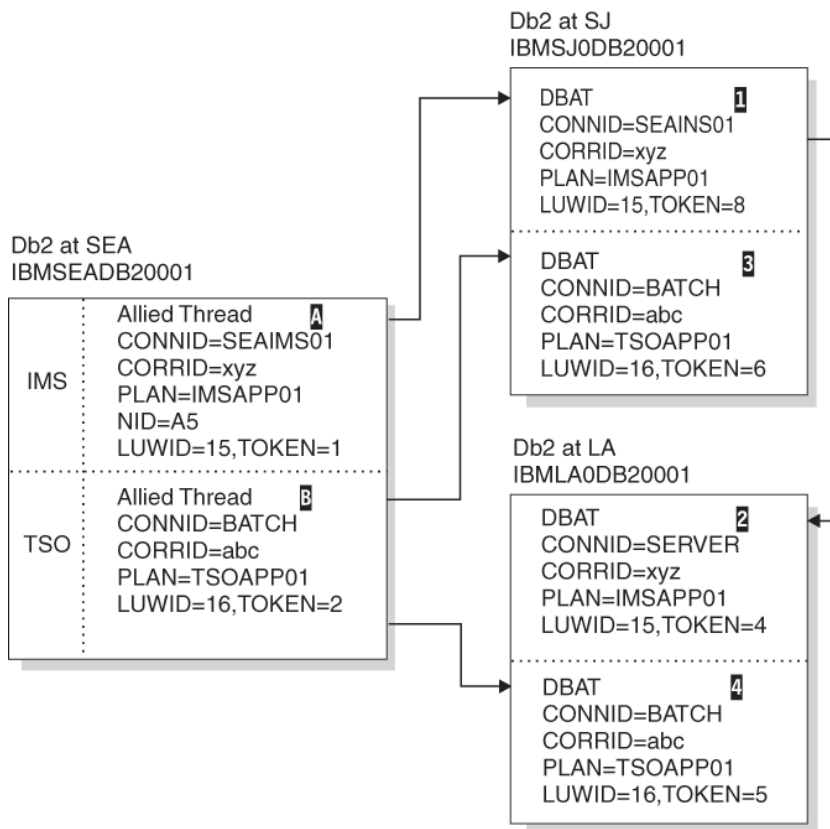 Db2 at SJ
IBMSJ0DB20001
DBAT 1
CONNID=SEAINS01
CORRID=xyz
PLAN=IMSAPP01
LUWID=15,TOKEN=8
DBAT 3
CONNID=BATCH
CORRID=abc
PLAN=TSOAPP01
LUWID=16,TOKEN=6
Db2 at SEA
IBMSEADB20001
IMS
Allied Thread A
CONNID=SEAIMS01
CORRID=xyz
PLAN=IMSAPP01
NID=A5
LUWID=15,TOKEN=1
TSO
Allied Thread B
CONNID=BATCH
CORRID=abc
PLAN=TSOAPP01
LUWID=16,TOKEN=2
Db2 at LA
IBMLA0DB20001
DBAT 2
CONNID=SERVER
CORRID=xyz
PLAN=IMSAPP01
LUWID=15,TOKEN=4
DBAT 4
CONNID=BATCH
CORRID=abc
PLAN=TSOAPP01
LUWID=16,TOKEN=5